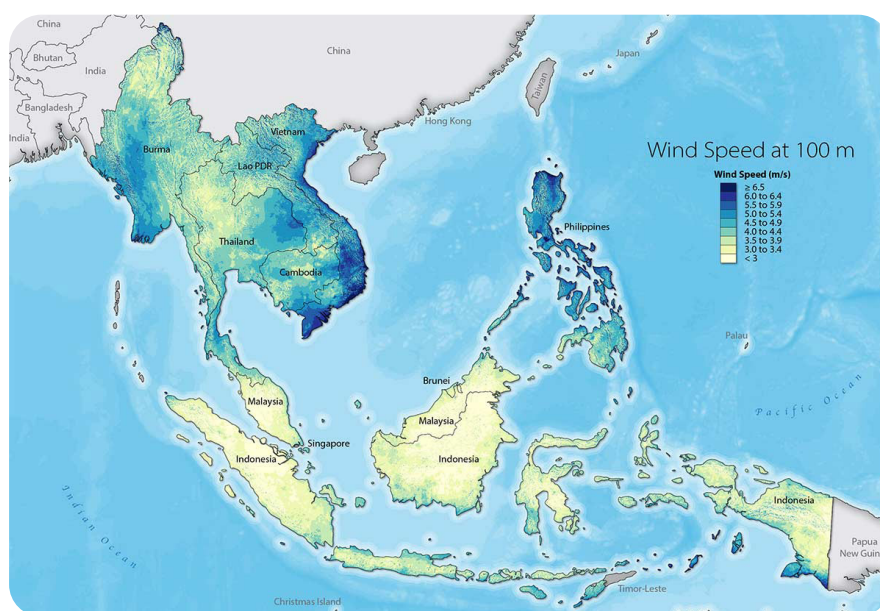 China
Bhutan
India
Bangladesh
India
China
Japan
Taiwan
Hong Kong
Burma
Vietnam
Lao PDR
Thailand
Cambodia
Wind Speed at 100 m
Wind Speed (m/s)
≥ 6.5
6.0 to 6.4
5.5 to 5.9
5.0 to 5.4
4.5 to 4.9
4.0 to 4.4
3.5 to 3.9
3.0 to 3.4
< 3
Philippines
Palau
Pacific Ocean
Brunei
Malaysia
Malaysia
Singapore
Indonesia
Indonesia
Indonesia
Indian Ocean
Papua
New Guin
Timor-Leste
Christmas Island